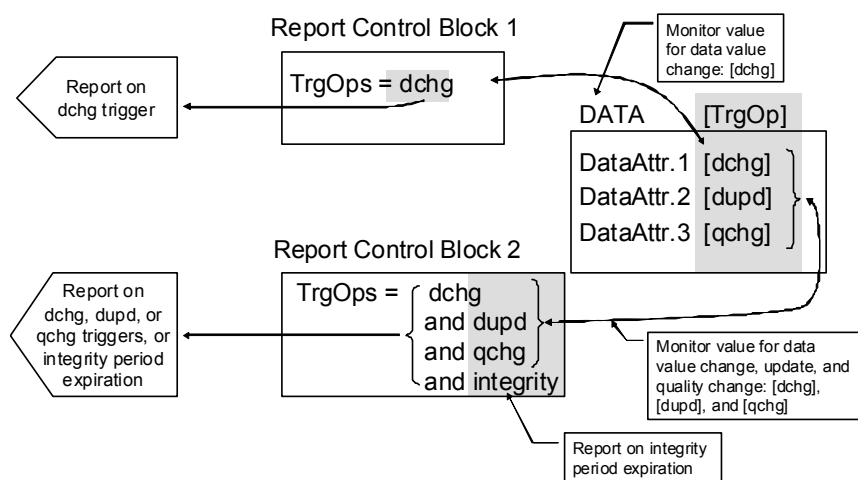 Report Control Block 1
Monitor value
for data value
change: [dchg]
Report on
dchg trigger
TrgOps = dchg
DATA [TrgOp]
DataAttr.1 [dchg]
DataAttr.2 [dupd]
DataAttr.3 [qchg]
Report Control Block 2
Report on
dchg, dupd, or
qchg triggers, or
integrity period
expiration
TrgOps = dchg
and dupd
and qchg
and integrity
Monitor value for data
value change, update, and
quality change: [dchg],
[dupd], and [qchg]
Report on integrity
period expiration